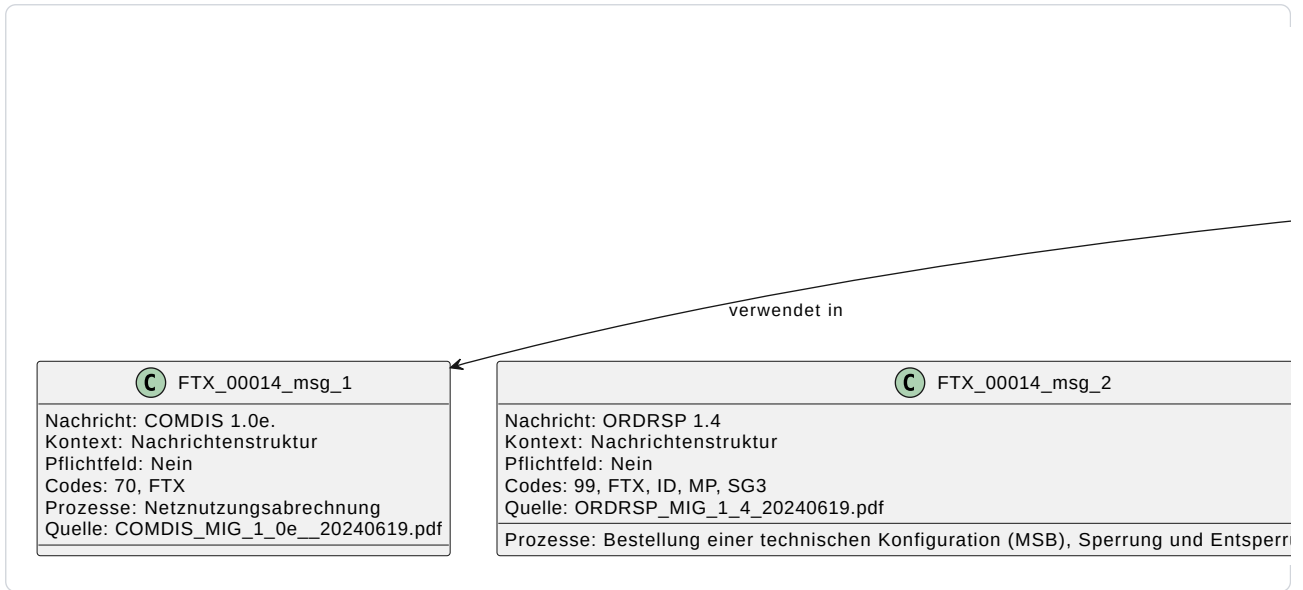 verwendet in
C FTX_00014_msg_1
Nachricht: COMDIS 1.0e.
Kontext: Nachrichtenstruktur
Pflichtfeld: Nein
Codes: 70, FTX
Prozesse: Netznutzungsabrechnung
Quelle: COMDIS_MIG_1_0e__20240619.pdf
C FTX_00014_msg_2
Nachricht: ORDRSP 1.4
Kontext: Nachrichtenstruktur
Pflichtfeld: Nein
Codes: 99, FTX, ID, MP, SG3
Quelle: ORDRSP_MIG_1_4_20240619.pdf
Prozesse: Bestellung einer technischen Konfiguration (MSB), Sperrung und